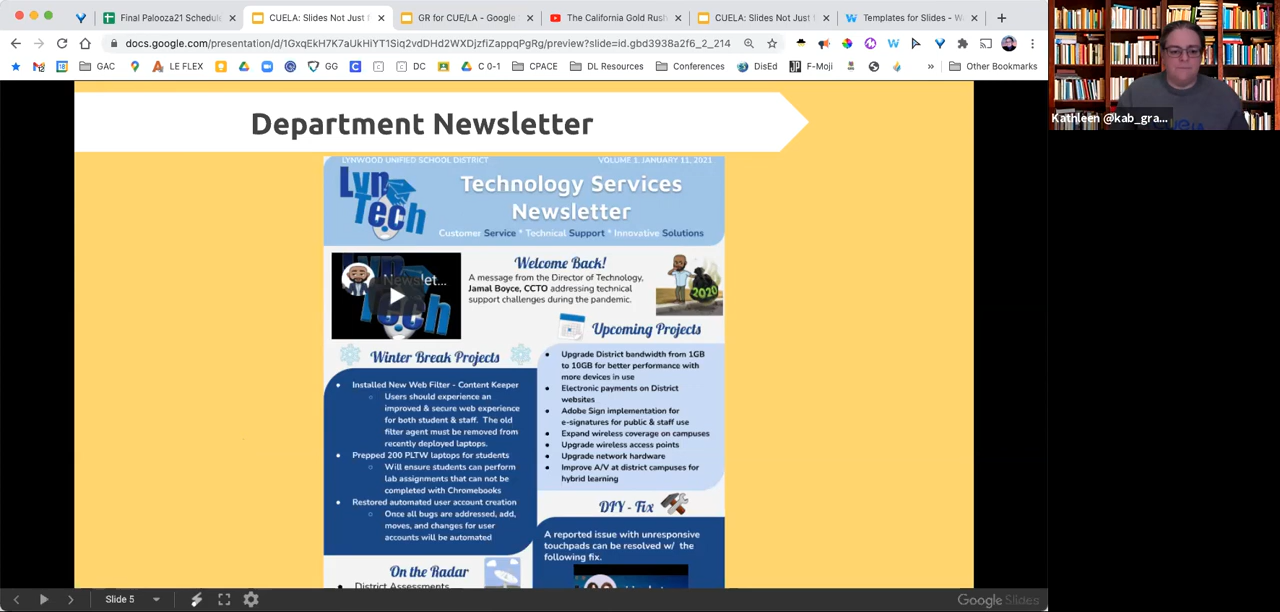 Final Palooza21 Schedul
CUELA: Slides Not Just f
GR for CUE/LA - Google
The California Gold Rush
CUELA: Slides Not Just f
Templates for Slides - W
docs.google.com/presentation/d/1GxqEkH7K7aUkHiYT1Siq2vdDHd2WXDjzfiZappqPgRg/preview?slide=id.gbd3938a2f6_2_214
GAC
LE FLEX
GG
DC
C 0-1
CPACE
DL Resources
Conferences
DisEd
F-Moji
»
Other Bookmarks
Kathleen @kab_gra...
Department Newsletter
LYNWOOD UNIFIED SCHOOL DISTRICT
VOLUME 1, JANUARY 11, 2021
Lyn
Tech
Technology Services
Newsletter
Customer Service * Technical Support * Innovative Solutions
Newslet...
Welcome Back!
A message from the Director of Technology,
Jamal Boyce, CCTO addressing technical
support challenges during the pandemic.
2020
Winter Break Projects
• Installed New Web Filter - Content Keeper
○ Users should experience an
improved & secure web experience
for both student & staff. The old
filter agent must be removed from
recently deployed laptops.
• Prepped 200 PLTW laptops for students
○ Will ensure students can perform
lab assignments that can not be
completed with Chromebooks
• Restored automated user account creation
○ Once all bugs are addressed, add,
moves, and changes for user
accounts will be automated
On the Radar
• District Assessments
Upcoming Projects
• Upgrade District bandwidth from 1GB
to 10GB for better performance with
more devices in use
• Electronic payments on District
websites
• Adobe Sign implementation for
e-signatures for public & staff use
• Expand wireless coverage on campuses
• Upgrade wireless access points
• Upgrade network hardware
• Improve A/V at district campuses for
hybrid learning
DIY - Fix
A reported issue with unresponsive
touchpads can be resolved w/ the
following fix.
Slide 5
Google Slides